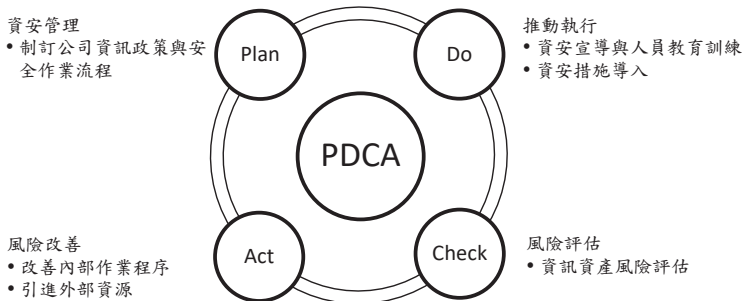 資安管理
• 制訂公司資訊政策與安
全作業流程
Plan
Do
推動執行
• 資安宣導與人員教育訓練
• 資安措施導入
PDCA
風險改善
• 改善內部作業程序
• 引進外部資源
Act
Check
風險評估
• 資訊資產風險評估